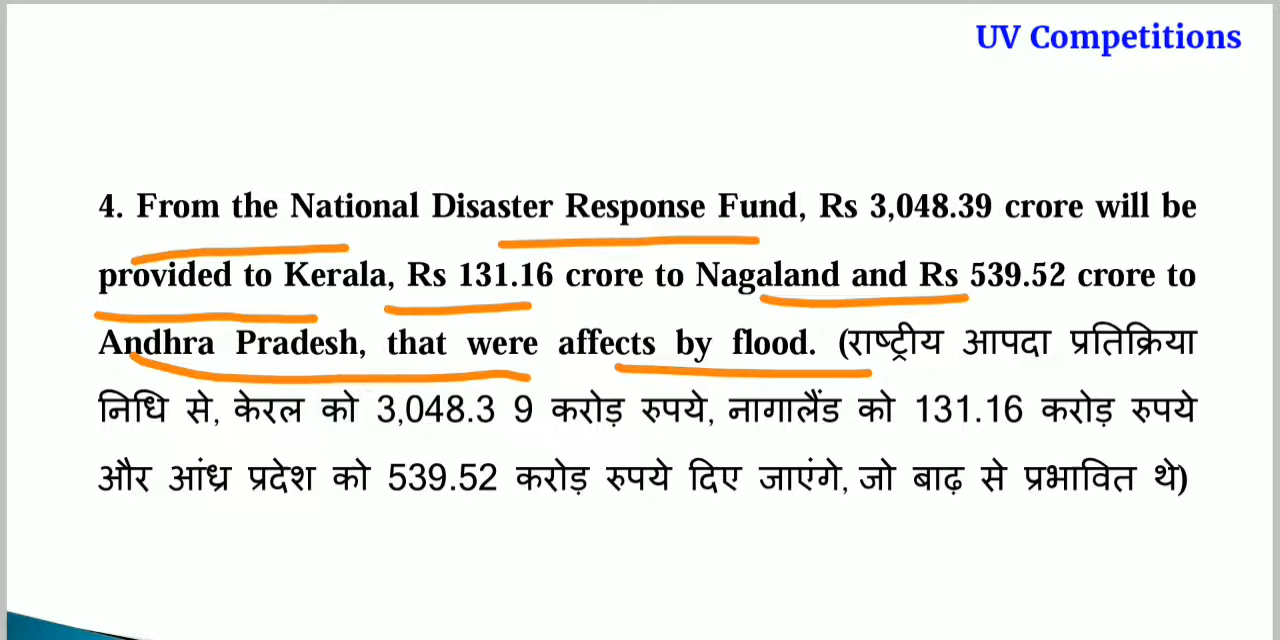 UV Competitions
4. From the National Disaster Response Fund, Rs 3,048.39 crore will be
provided to Kerala, Rs 131.16 crore to Nagaland and Rs 539.52 crore to
Andhra Pradesh, that were affects by flood. (राष्ट्रीय आपदा प्रतिक्रिया
निधि से, केरल को 3,048.3 9 करोड़ रुपये, नागालैंड को 131.16 करोड़ रुपये
और आंध्र प्रदेश को 539.52 करोड़ रुपये दिए जाएंगे, जो बाढ़ से प्रभावित थे)